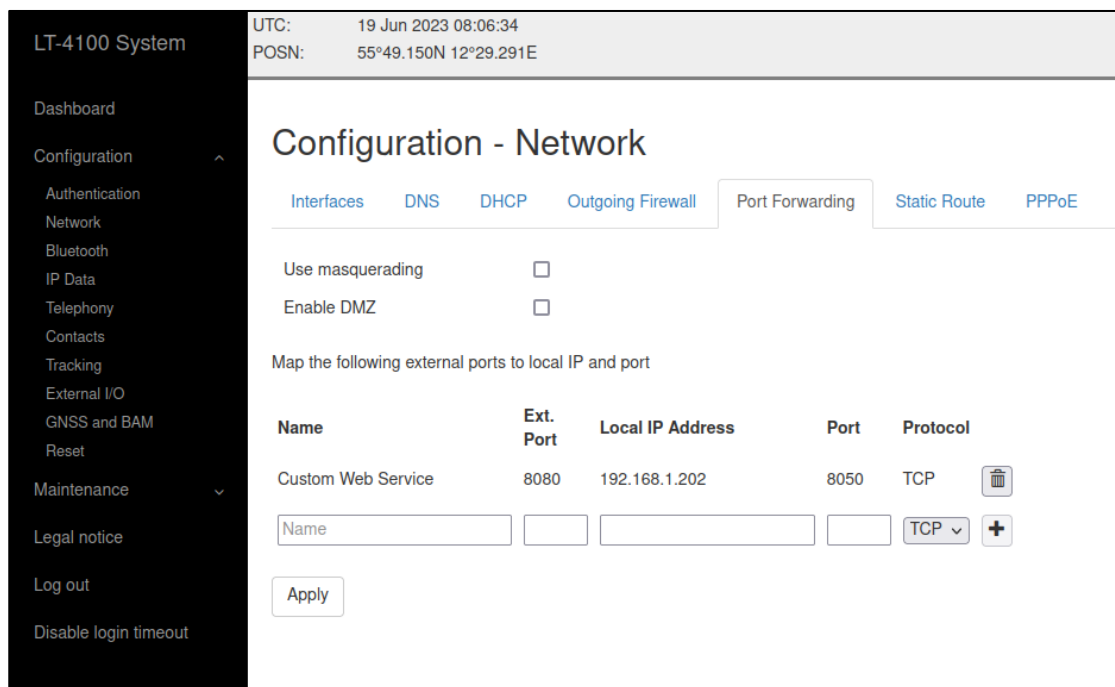 LT-4100 System
UTC: 19 Jun 2023 08:06:34
POSN: 55°49.150N 12°29.291E
Dashboard
Configuration
Authentication
Network
Bluetooth
IP Data
Telephony
Contacts
Tracking
External I/O
GNSS and BAM
Reset
Maintenance
Legal notice
Log out
Disable login timeout
Configuration - Network
Interfaces DNS DHCP Outgoing Firewall Port Forwarding Static Route PPPoE
Use masquerading
Enable DMZ
Map the following external ports to local IP and port
Name Ext. Port Local IP Address Port Protocol
Custom Web Service 8080 192.168.1.202 8050 TCP
Name TCP
Apply